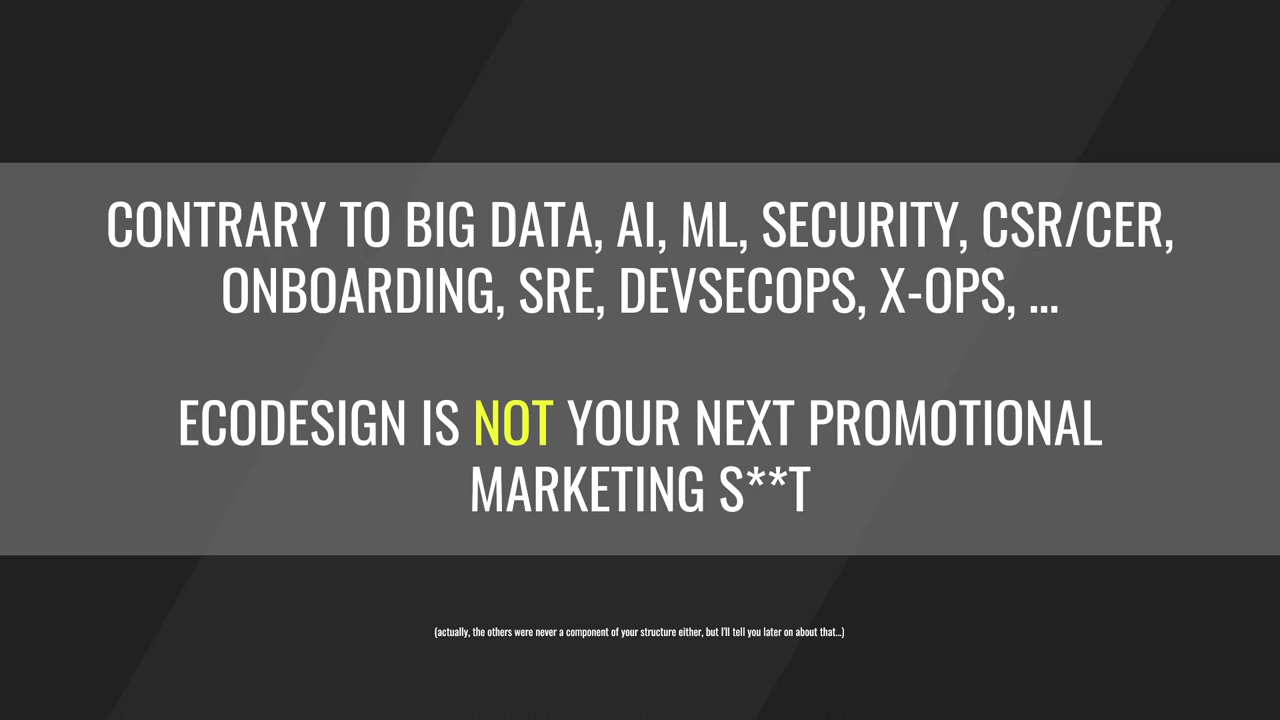 CONTRARY TO BIG DATA, AI, ML, SECURITY, CSR/CER,
ONBOARDING, SRE, DEVSECOPS, X-OPS, ...
ECODESIGN IS NOT YOUR NEXT PROMOTIONAL
MARKETING S**T
(actually, the others were never a component of your structure either, but I'll tell you later on about that...)